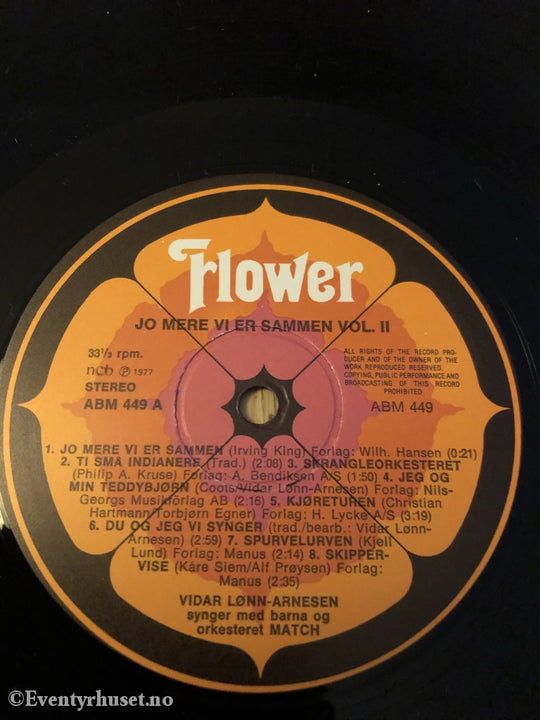 Flower
JO MERE VI ER SAMMEN VOL. II
33⅓ rpm.
ncb Ⓟ 1977
STEREO
ABM 449 A
ALL RIGHTS OF THE RECORD PRO-
DUCER AND OF THE OWNER OF THE
WORK REPRODUCED RESERVED.
COPYING, PUBLIC PERFORMANCE AND
BROADCASTING OF THIS RECORD
PROHIBITED
ABM 449
1. JO MERE VI ER SAMMEN (Irving King) Forlag: Wilh. Hansen (0:21)
2. TI SMÅ INDIANERE (Trad.) (2:08) 3. SKRANGLEORKESTERET
(Philip A. Kruse) Forlag: A. Bendiksen A/S (1:50) 4. JEG OG
MIN TEDDYBJØRN (Coots/Vidar Lønn-Arnesen) Forlag: Nils-
Georgs Musikförlag AB (2:16) 5. KJØRETUREN (Christian
Hartmann/Torbjørn Egner) Forlag: H. Lycke A/S (3:19)
6. DU OG JEG VI SYNGER (trad./bearb.: Vidar Lønn-
Arnesen) (2:59) 7. SPURVELURVEN (Kjell
Lund) Forlag: Manus (2:14) 8. SKIPPER-
VISE (Kåre Siem/Alf Prøysen) Forlag:
Manus (2:35)
VIDAR LØNN-ARNESEN
synger med barna og
orkesteret MATCH
©Eventyrhuset.no